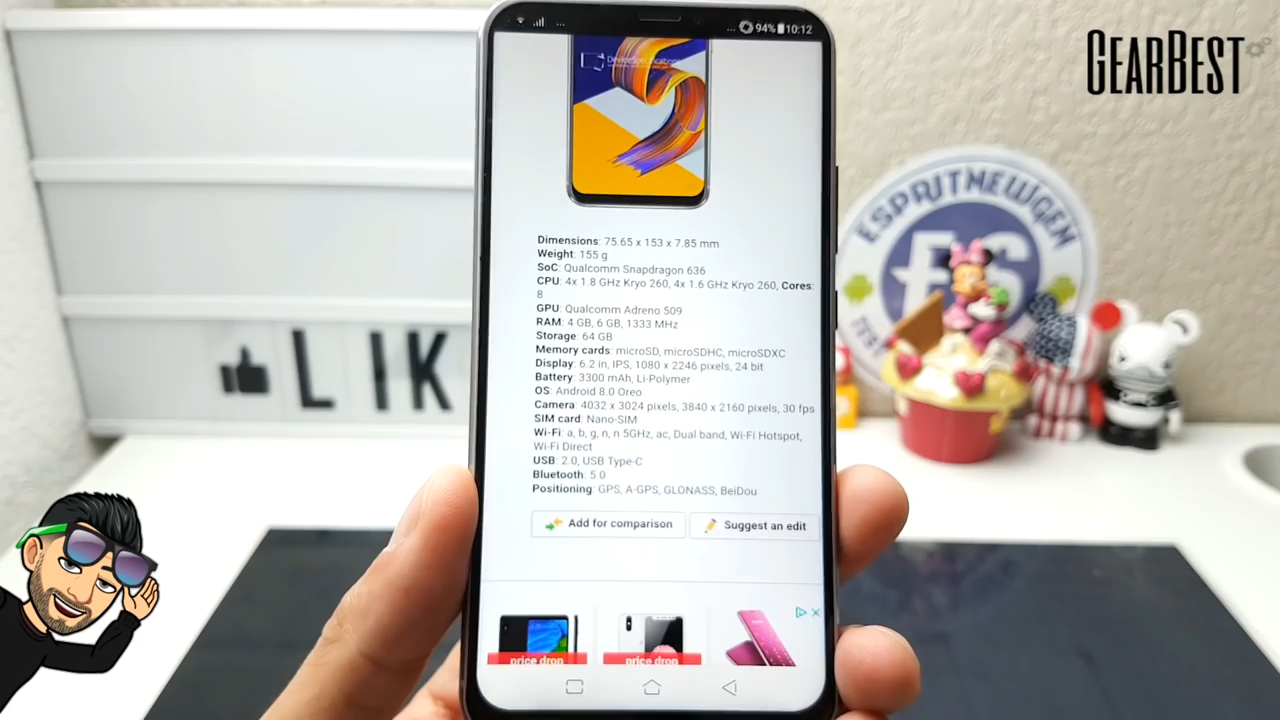 94% 10:12
GEARBEST
DeviceSpecifications
ESPRITNEWGEN
TEST
LIK
Dimensions: 75.65 x 153 x 7.85 mm
Weight: 155 g
SoC: Qualcomm Snapdragon 636
CPU: 4x 1.8 GHz Kryo 260, 4x 1.6 GHz Kryo 260, Cores:
8
GPU: Qualcomm Adreno 509
RAM: 4 GB, 6 GB, 1333 MHz
Storage: 64 GB
Memory cards: microSD, microSDHC, microSDXC
Display: 6.2 in, IPS, 1080 x 2246 pixels, 24 bit
Battery: 3300 mAh, Li-Polymer
OS: Android 8.0 Oreo
Camera: 4032 x 3024 pixels, 3840 x 2160 pixels, 30 fps
SIM card: Nano-SIM
Wi-Fi: a, b, g, n, n 5GHz, ac, Dual band, Wi-Fi Hotspot,
Wi-Fi Direct
USB: 2.0, USB Type-C
Bluetooth: 5.0
Positioning: GPS, A-GPS, GLONASS, BeiDou
Add for comparison
Suggest an edit
price drop
price drop